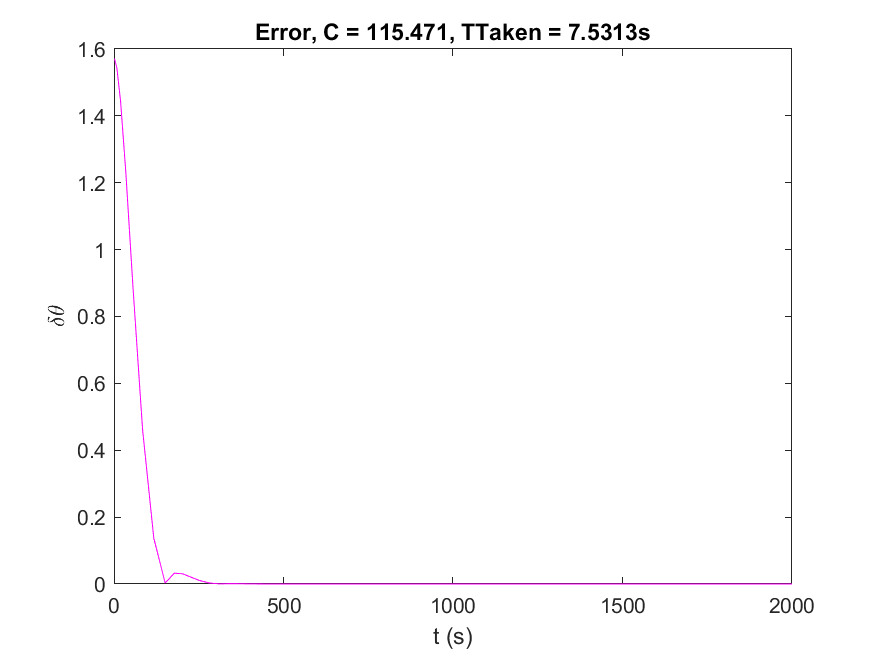 Error, C = 115.471, TTaken = 7.5313s
1.6
1.4
1.2
1
0.8
0.6
0.4
0.2
0
δθ
0 500 1000 1500 2000
t (s)